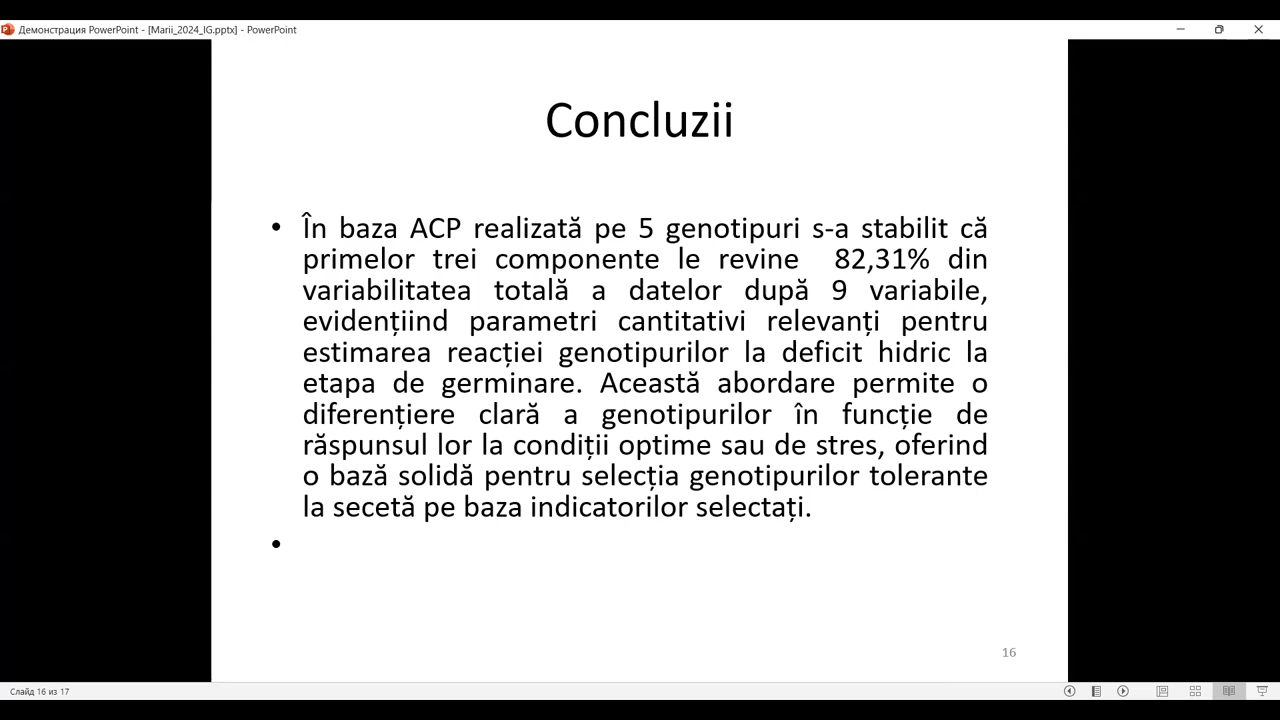 Демонстрация PowerPoint - [Marii_2024_IG.pptx] - PowerPoint
Concluzii
• În baza ACP realizată pe 5 genotipuri s-a stabilit că
primelor trei componente le revine 82,31% din
variabilitatea totală a datelor după 9 variabile,
evidențiind parametri cantitativi relevanți pentru
estimarea reacției genotipurilor la deficit hidric la
etapa de germinare. Această abordare permite o
diferențiere clară a genotipurilor în funcție de
răspunsul lor la condiții optime sau de stres, oferind
o bază solidă pentru selecția genotipurilor tolerante
la secetă pe baza indicatorilor selectați.
•
16
Слайд 16 из 17